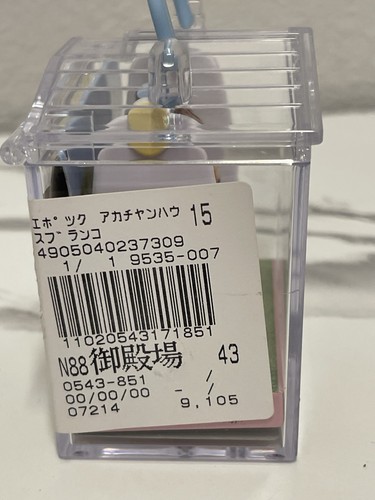 エポック アカチャンハウ 15
スブランコ
4905040237309
1/ 1 9535-007
11020543171851
N88 御殿場 43
0543-851 /
00/00/00 - /
07214 9,105